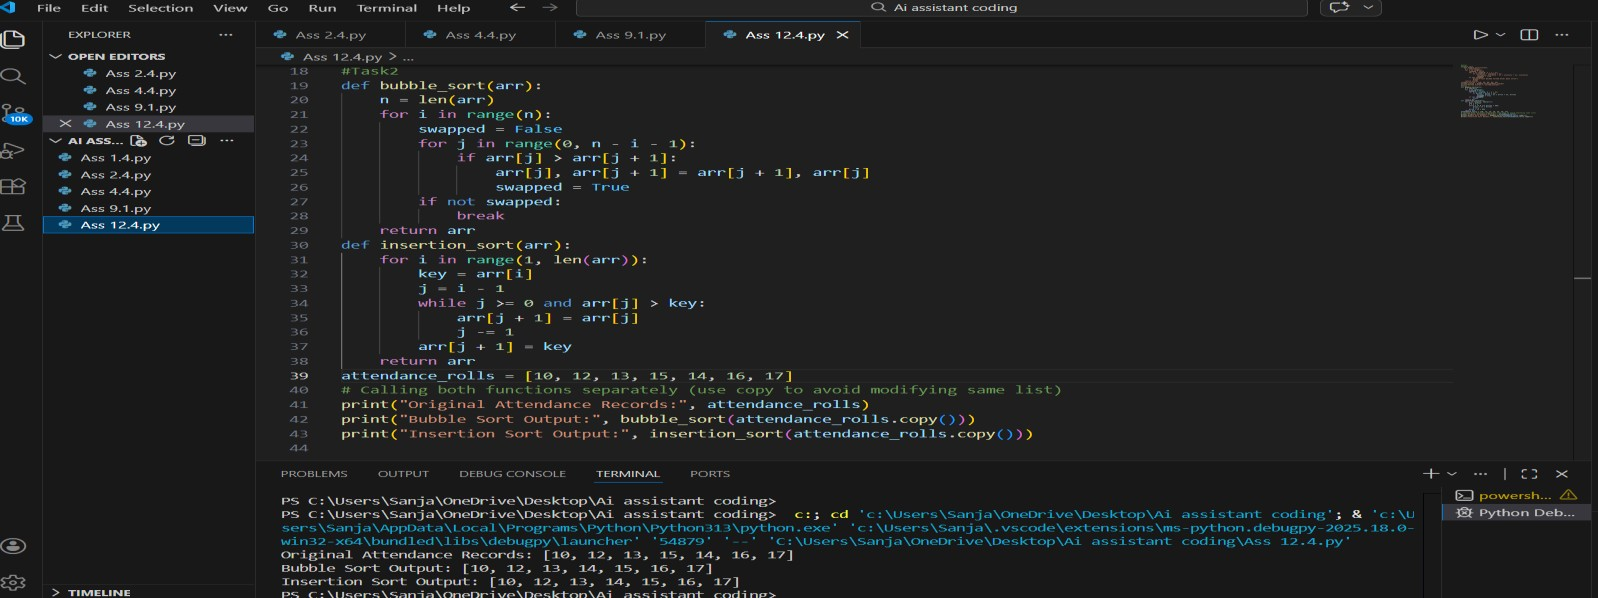 File Edit Selection View Go Run Terminal Help
Ai assistant coding
EXPLORER
OPEN EDITORS
Ass 2.4.py
Ass 4.4.py
Ass 9.1.py
Ass 12.4.py
AI ASS...
Ass 1.4.py
Ass 2.4.py
Ass 4.4.py
Ass 9.1.py
Ass 12.4.py
TIMELINE
10K
Ass 2.4.py Ass 4.4.py Ass 9.1.py Ass 12.4.py
Ass 12.4.py > ...
18 #Task2
19 def bubble_sort(arr):
20     n = len(arr)
21     for i in range(n):
22         swapped = False
23         for j in range(0, n - i - 1):
24             if arr[j] > arr[j + 1]:
25                 arr[j], arr[j + 1] = arr[j + 1], arr[j]
26                 swapped = True
27         if not swapped:
28             break
29     return arr
30 def insertion_sort(arr):
31     for i in range(1, len(arr)):
32         key = arr[i]
33         j = i - 1
34         while j >= 0 and arr[j] > key:
35             arr[j + 1] = arr[j]
36             j -= 1
37         arr[j + 1] = key
38     return arr
39 attendance_rolls = [10, 12, 13, 15, 14, 16, 17]
40 # Calling both functions separately (use copy to avoid modifying same list)
41 print("Original Attendance Records:", attendance_rolls)
42 print("Bubble Sort Output:", bubble_sort(attendance_rolls.copy()))
43 print("Insertion Sort Output:", insertion_sort(attendance_rolls.copy()))
44
PROBLEMS OUTPUT DEBUG CONSOLE TERMINAL PORTS
PS C:\Users\Sanja\OneDrive\Desktop\Ai assistant coding>
PS C:\Users\Sanja\OneDrive\Desktop\Ai assistant coding>  c:; cd 'c:\Users\Sanja\OneDrive\Desktop\Ai assistant coding'; & 'c:\U
sers\Sanja\AppData\Local\Programs\Python\Python313\python.exe' 'c:\Users\Sanja\.vscode\extensions\ms-python.debugpy-2025.18.0-
win32-x64\bundled\libs\debugpy\launcher' '54879' '--' 'C:\Users\Sanja\OneDrive\Desktop\Ai assistant coding\Ass 12.4.py'
Original Attendance Records: [10, 12, 13, 15, 14, 16, 17]
Bubble Sort Output: [10, 12, 13, 14, 15, 16, 17]
Insertion Sort Output: [10, 12, 13, 14, 15, 16, 17]
PS C:\Users\Sanja\OneDrive\Desktop\Ai assistant coding>
powersh...
Python Deb...